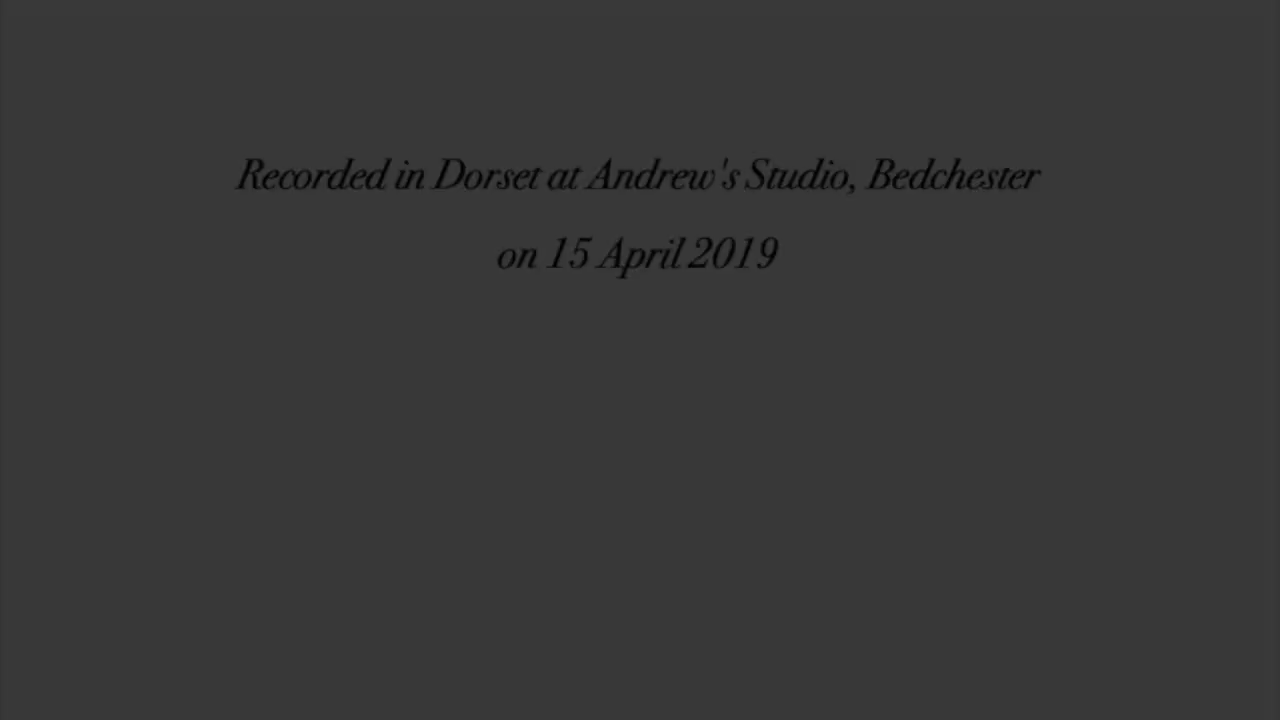 Recorded in Dorset at Andrew's Studio, Bedchester
on 15 April 2019